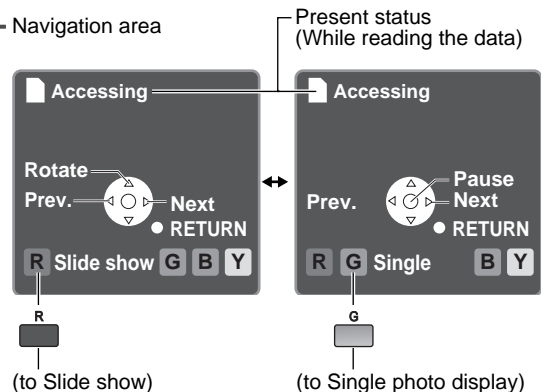 Navigation area
Present status
(While reading the data)
Accessing
Rotate
Prev.
Next
RETURN
R Slide show G B Y
R
(to Slide show)
Accessing
Pause
Prev.
Next
RETURN
R G Single B Y
G
(to Single photo display)